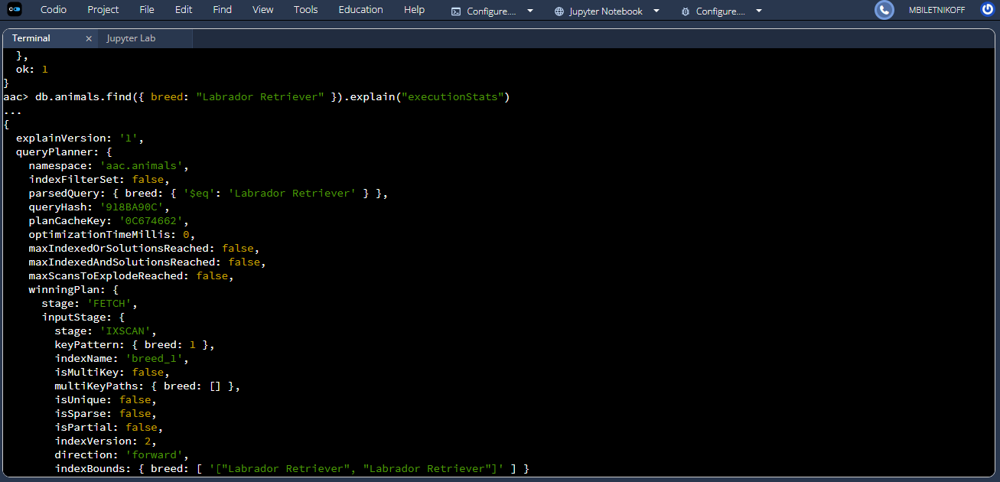 Codio Project File Edit Find View Tools Education Help Configure.... Jupyter Notebook Configure.... MBILETNIKOFF
Terminal × Jupyter Lab
},
ok: 1
}
aac> db.animals.find({ breed: "Labrador Retriever" }).explain("executionStats")
...
{
explainVersion: '1',
queryPlanner: {
namespace: 'aac.animals',
indexFilterSet: false,
parsedQuery: { breed: { '$eq': 'Labrador Retriever' } },
queryHash: '918BA90C',
planCacheKey: '0C674662',
optimizationTimeMillis: 0,
maxIndexedOrSolutionsReached: false,
maxIndexedAndSolutionsReached: false,
maxScansToExplodeReached: false,
winningPlan: {
stage: 'FETCH',
inputStage: {
stage: 'IXSCAN',
keyPattern: { breed: 1 },
indexName: 'breed_1',
isMultiKey: false,
multiKeyPaths: { breed: [] },
isUnique: false,
isSparse: false,
isPartial: false,
indexVersion: 2,
direction: 'forward',
indexBounds: { breed: [ '["Labrador Retriever", "Labrador Retriever"]' ] }